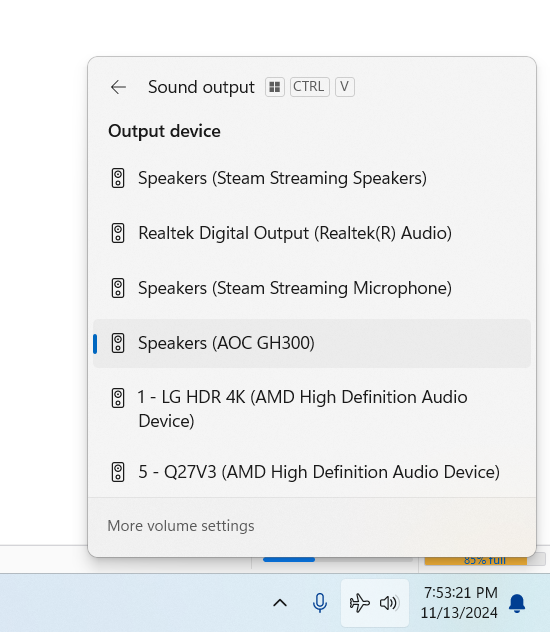 Sound output CTRL V
Output device
Speakers (Steam Streaming Speakers)
Realtek Digital Output (Realtek(R) Audio)
Speakers (Steam Streaming Microphone)
Speakers (AOC GH300)
1 - LG HDR 4K (AMD High Definition Audio
Device)
5 - Q27V3 (AMD High Definition Audio Device)
More volume settings
85% full
7:53:21 PM
11/13/2024